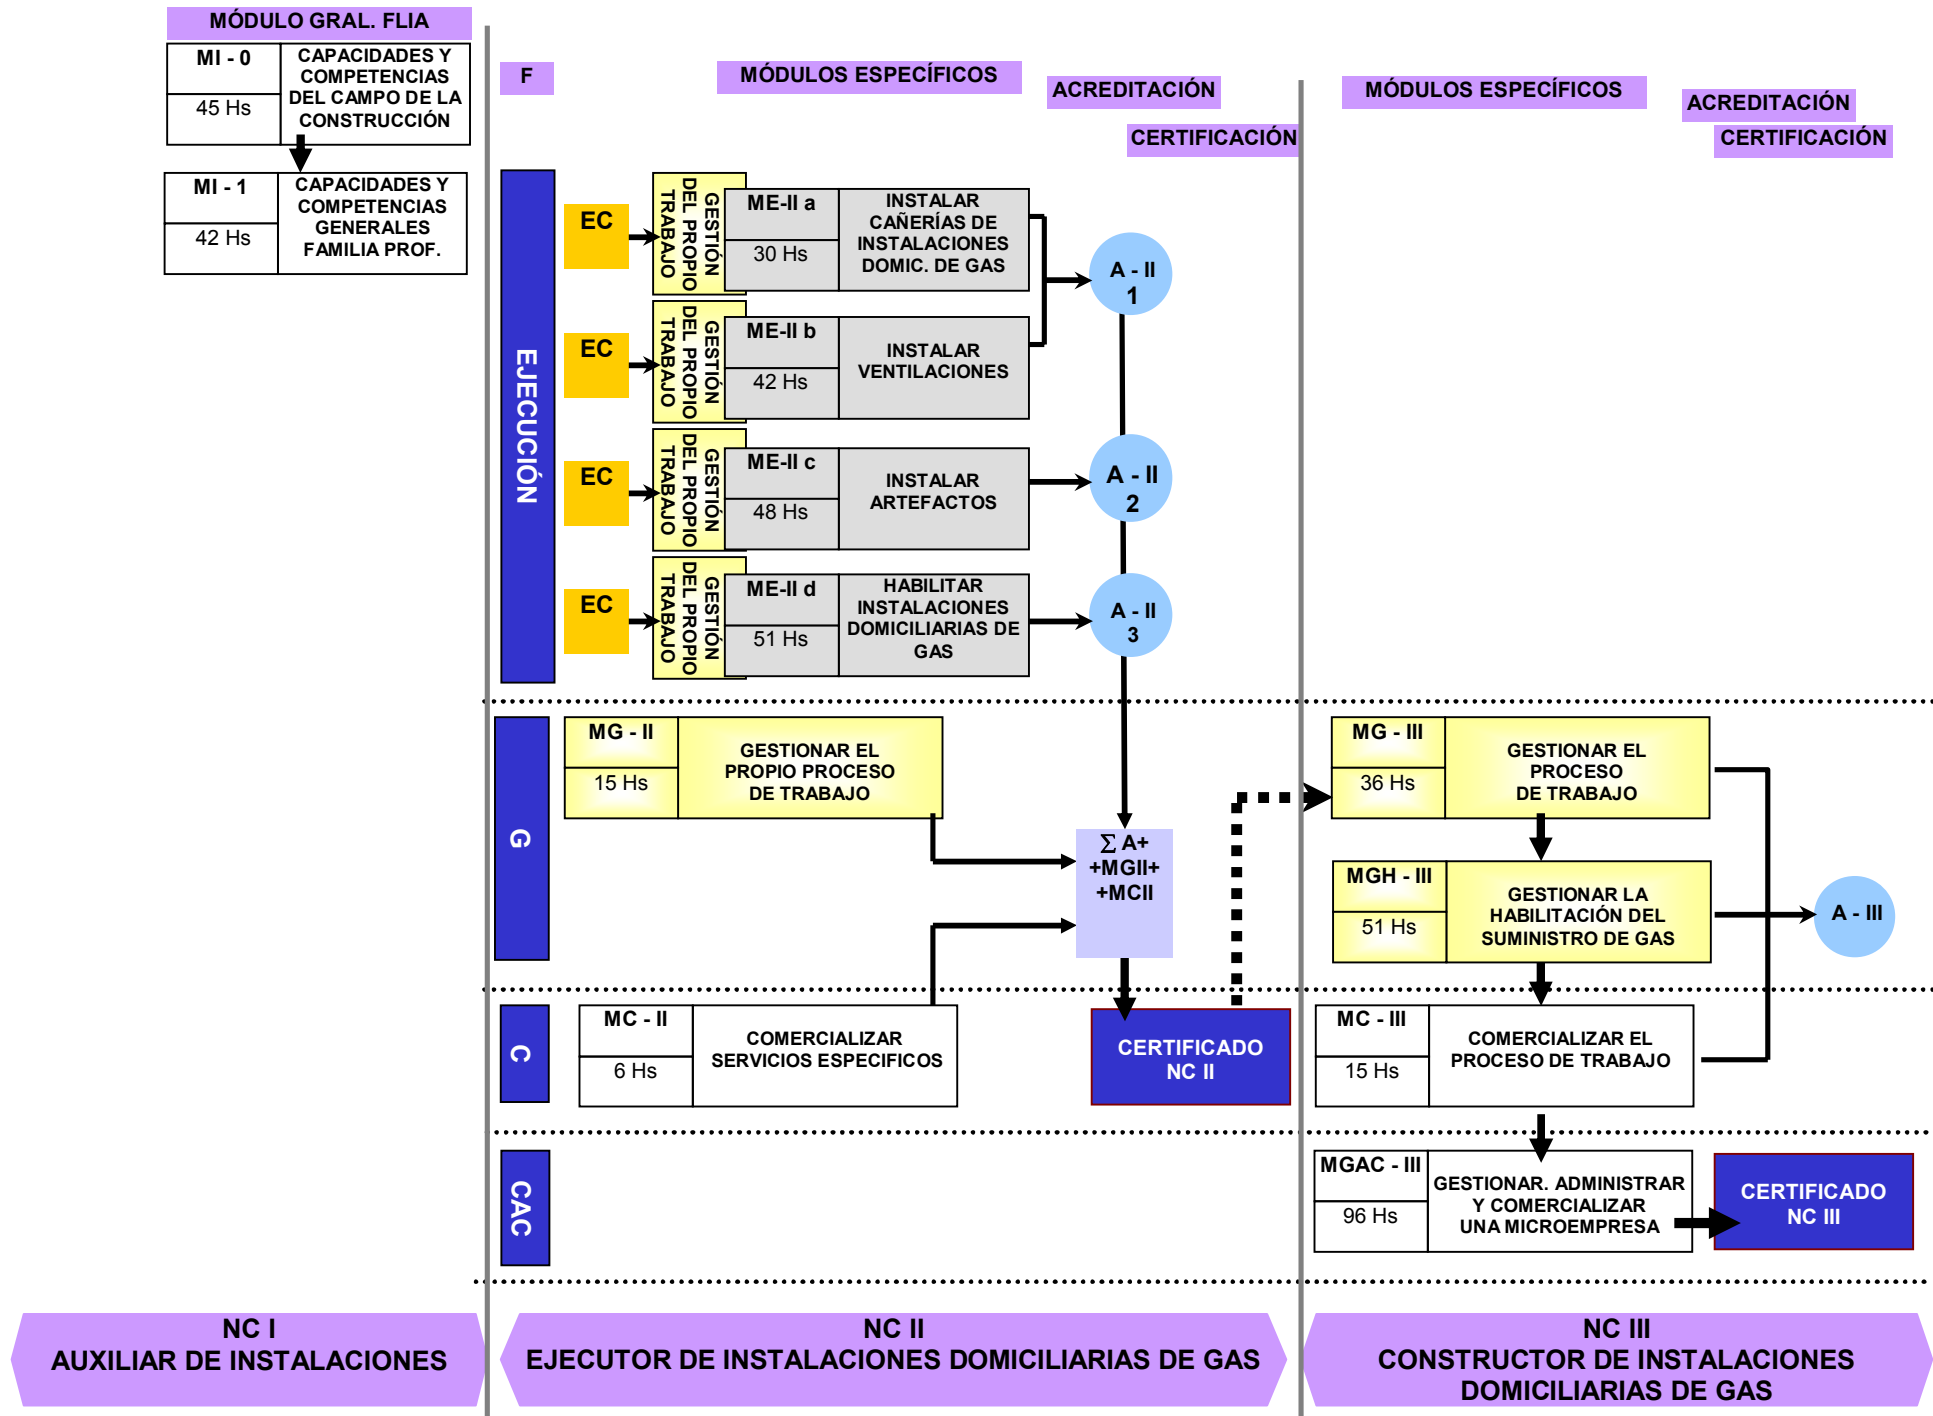 MÓDULO GRAL. FLIA
MI - 0
45 Hs
CAPACIDADES Y
COMPETENCIAS
DEL CAMPO DE LA
CONSTRUCCIÓN
MI - 1
42 Hs
CAPACIDADES Y
COMPETENCIAS
GENERALES
FAMILIA PROF.
F
MÓDULOS ESPECÍFICOS
ACREDITACIÓN
CERTIFICACIÓN
MÓDULOS ESPECÍFICOS
ACREDITACIÓN
CERTIFICACIÓN
EJECUCIÓN
EC
GESTIÓN
DEL PROPIO
TRABAJO
ME-II a
30 Hs
INSTALAR
CAÑERÍAS DE
INSTALACIONES
DOMIC. DE GAS
A - II
1
EC
GESTIÓN
DEL PROPIO
TRABAJO
ME-II b
42 Hs
INSTALAR
VENTILACIONES
EC
GESTIÓN
DEL PROPIO
TRABAJO
ME-II c
48 Hs
INSTALAR
ARTEFACTOS
A - II
2
EC
GESTIÓN
DEL PROPIO
TRABAJO
ME-II d
51 Hs
HABILITAR
INSTALACIONES
DOMICILIARIAS DE
GAS
A - II
3
G
MG - II
15 Hs
GESTIONAR EL
PROPIO PROCESO
DE TRABAJO
Σ A+
+MGII+
+MCII
MG - III
36 Hs
GESTIONAR EL
PROCESO
DE TRABAJO
MGH - III
51 Hs
GESTIONAR LA
HABILITACIÓN DEL
SUMINISTRO DE GAS
A - III
C
MC - II
6 Hs
COMERCIALIZAR
SERVICIOS ESPECIFICOS
CERTIFICADO
NC II
MC - III
15 Hs
COMERCIALIZAR EL
PROCESO DE TRABAJO
CAC
MGAC - III
96 Hs
GESTIONAR. ADMINISTRAR
Y COMERCIALIZAR
UNA MICROEMPRESA
CERTIFICADO
NC III
NC I
AUXILIAR DE INSTALACIONES
NC II
EJECUTOR DE INSTALACIONES DOMICILIARIAS DE GAS
NC III
CONSTRUCTOR DE INSTALACIONES
DOMICILIARIAS DE GAS